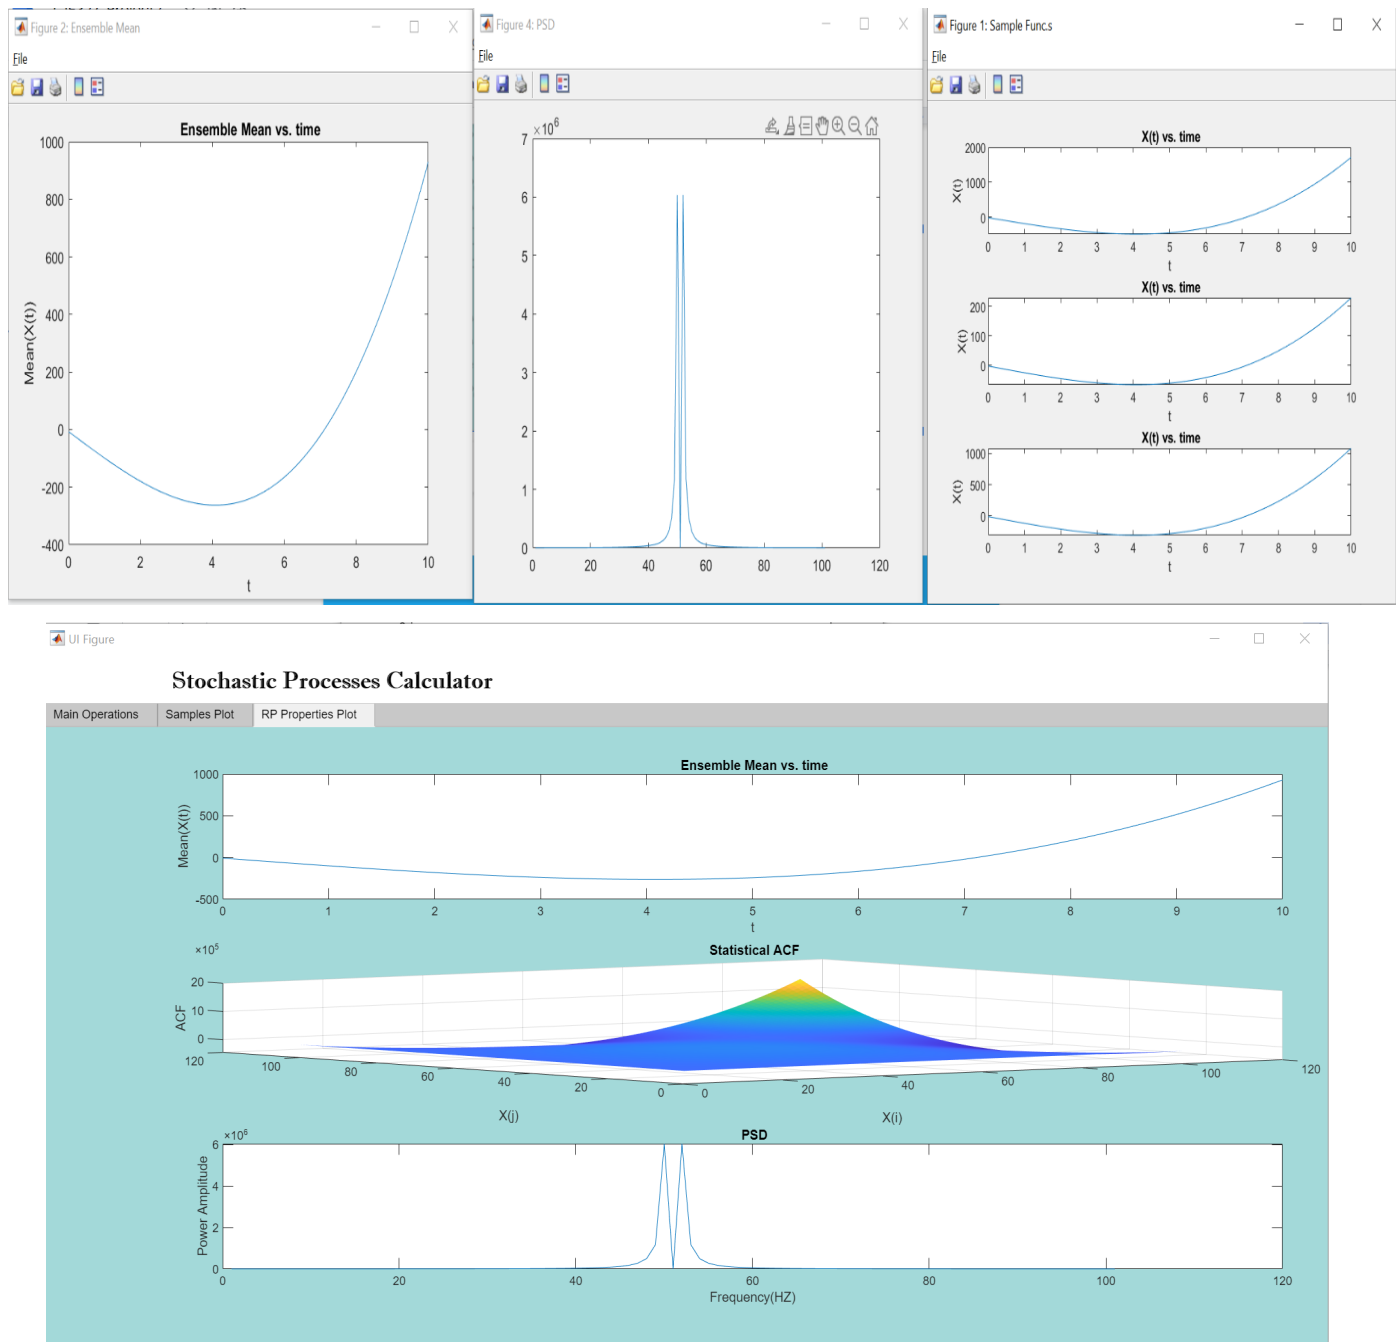 Figure 2: Ensemble Mean
File
Ensemble Mean vs. time
1000
800
600
400
200
0
-200
-400
Mean(X(t))
0 2 4 6 8 10
t
Figure 4: PSD
File
×10^6
7
6
5
4
3
2
1
0
0 20 40 60 80 100 120
Figure 1: Sample Func.s
File
X(t) vs. time
2000
1000
0
X(t)
0 1 2 3 4 5 6 7 8 9 10
t
X(t) vs. time
200
100
0
X(t)
0 1 2 3 4 5 6 7 8 9 10
t
X(t) vs. time
1000
500
0
X(t)
0 1 2 3 4 5 6 7 8 9 10
t
UI Figure
Stochastic Processes Calculator
Main Operations Samples Plot RP Properties Plot
Ensemble Mean vs. time
1000
500
0
-500
Mean(X(t))
0 1 2 3 4 5 6 7 8 9 10
t
Statistical ACF
×10^5
20
10
0
ACF
120 100 80 60 40 20 0
0 20 40 60 80 100 120
X(j)
X(i)
PSD
×10^6
6
4
2
0
Power Amplitude
0 20 40 60 80 100 120
Frequency(HZ)